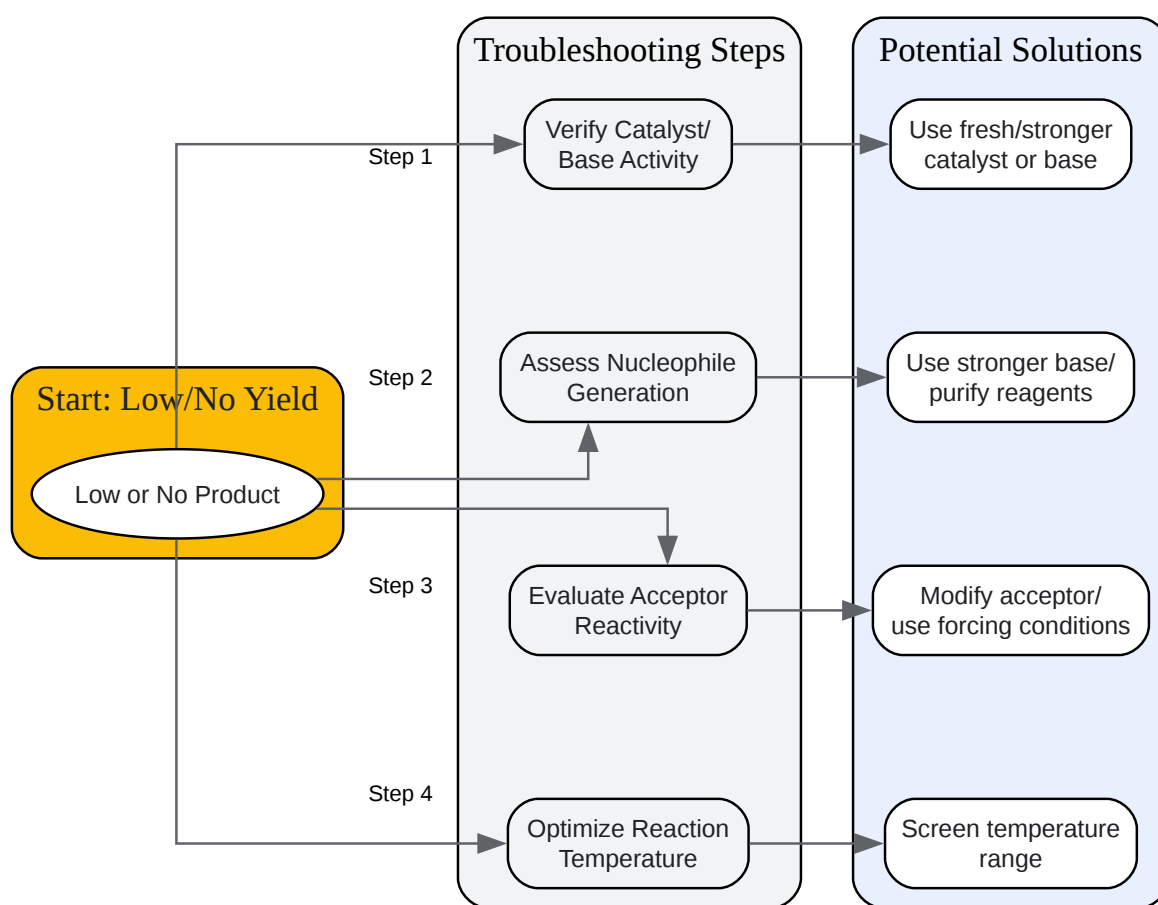 Troubleshooting Steps
Potential Solutions
Verify Catalyst/
Base Activity
Use fresh/stronger
catalyst or base
Step 1
Assess Nucleophile
Generation
Use stronger base/
purify reagents
Step 2
Start: Low/No Yield
Low or No Product
Step 3
Evaluate Acceptor
Reactivity
Modify acceptor/
use forcing conditions
Step 4
Optimize Reaction
Temperature
Screen temperature
range